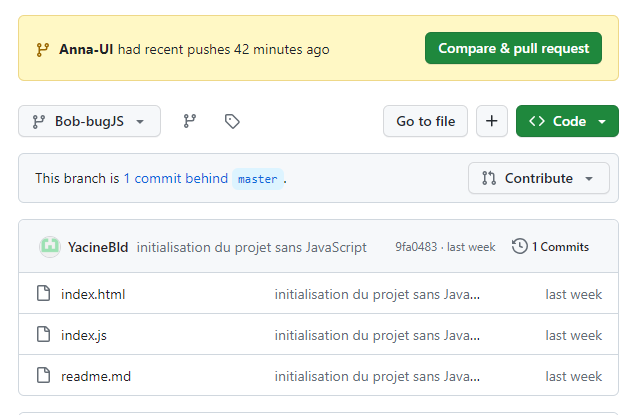 Anna-UI had recent pushes 42 minutes ago
Compare & pull request
Bob-bugJS
Go to file
+
<> Code
This branch is 1 commit behind master.
Contribute
YacineBld initialisation du projet sans JavaScript 9fa0483 · last week 1 Commits
index.html initialisation du projet sans Java... last week
index.js initialisation du projet sans Java... last week
readme.md initialisation du projet sans Java... last week